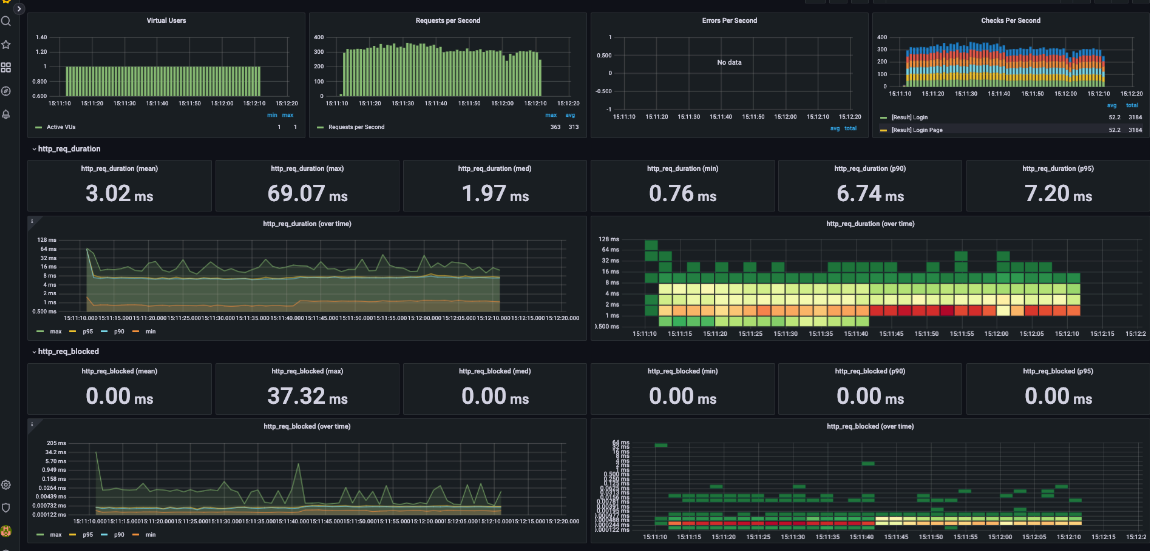 Virtual Users
1.40
1.20
1
0.800
0.600
15:11:10 15:11:20 15:11:30 15:11:40 15:11:50 15:12:00 15:12:10 15:12:20
min max
Active VUs 1 1
Requests per Second
400
300
200
100
0
15:11:10 15:11:20 15:11:30 15:11:40 15:11:50 15:12:00 15:12:10 15:12:20
max avg
Requests per Second 363 313
Errors Per Second
1
0.500
0
-0.500
-1
No data
15:11:10 15:11:20 15:11:30 15:11:40 15:11:50 15:12:00 15:12:10 15:12:20
avg total
Checks Per Second
400
300
200
100
0
15:11:10 15:11:20 15:11:30 15:11:40 15:11:50 15:12:00 15:12:10 15:12:20
avg total
[Result] Login 52.2 3184
[Result] Login Page 52.2 3184
http_req_duration
http_req_duration (mean)
3.02 ms
http_req_duration (max)
69.07 ms
http_req_duration (med)
1.97 ms
http_req_duration (min)
0.76 ms
http_req_duration (p90)
6.74 ms
http_req_duration (p95)
7.20 ms
http_req_duration (over time)
128 ms
64 ms
32 ms
16 ms
8 ms
4 ms
2 ms
1 ms
0.500 ms
15:11:10.000 15:11:15.000 15:11:20.000 15:11:25.000 15:11:30.000 15:11:35.000 15:11:40.000 15:11:45.000 15:11:50.000 15:11:55.000 15:12:00.000 15:12:05.000 15:12:10.000 15:12:15.000 15:12:20.000
max p95 p90 min
http_req_duration (over time)
128 ms
64 ms
32 ms
16 ms
8 ms
4 ms
2 ms
1 ms
0.500 ms
15:11:10 15:11:15 15:11:20 15:11:25 15:11:30 15:11:35 15:11:40 15:11:45 15:11:50 15:11:55 15:12:00 15:12:05 15:12:10 15:12:15 15:12:2
http_req_blocked
http_req_blocked (mean)
0.00 ms
http_req_blocked (max)
37.32 ms
http_req_blocked (med)
0.00 ms
http_req_blocked (min)
0.00 ms
http_req_blocked (p90)
0.00 ms
http_req_blocked (p95)
0.00 ms
http_req_blocked (over time)
205 ms
34.2 ms
5.70 ms
0.949 ms
0.158 ms
0.0264 ms
0.00439 ms
0.000732 ms
0.000122 ms
15:11:10.000 15:11:15.000 15:11:20.000 15:11:25.000 15:11:30.000 15:11:35.000 15:11:40.000 15:11:45.000 15:11:50.000 15:11:55.000 15:12:00.000 15:12:05.000 15:12:10.000 15:12:15.000 15:12:20.000
max p95 p90 min
http_req_blocked (over time)
64 ms
32 ms
16 ms
8 ms
4 ms
2 ms
0.500 ms
0.250 ms
0.000122 ms
15:11:10 15:11:15 15:11:20 15:11:25 15:11:30 15:11:35 15:11:40 15:11:45 15:11:50 15:11:55 15:12:00 15:12:05 15:12:10 15:12:15 15:12:2